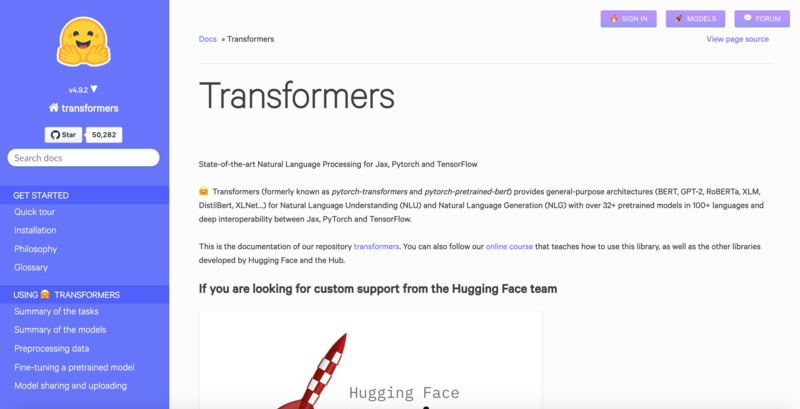 v4.9.2
transformers
Star 50,282
Search docs
GET STARTED
Quick tour
Installation
Philosophy
Glossary
USING 🤗 TRANSFORMERS
Summary of the tasks
Summary of the models
Preprocessing data
Fine-tuning a pretrained model
Model sharing and uploading
🔥 SIGN IN
🚀 MODELS
💬 FORUM
Docs » Transformers
View page source
Transformers
State-of-the-art Natural Language Processing for Jax, Pytorch and TensorFlow
🤗 Transformers (formerly known as pytorch-transformers and pytorch-pretrained-bert) provides general-purpose architectures (BERT, GPT-2, RoBERTa, XLM,
DistilBert, XLNet…) for Natural Language Understanding (NLU) and Natural Language Generation (NLG) with over 32+ pretrained models in 100+ languages and
deep interoperability between Jax, PyTorch and TensorFlow.
This is the documentation of our repository transformers. You can also follow our online course that teaches how to use this library, as well as the other libraries
developed by Hugging Face and the Hub.
If you are looking for custom support from the Hugging Face team
Hugging Face